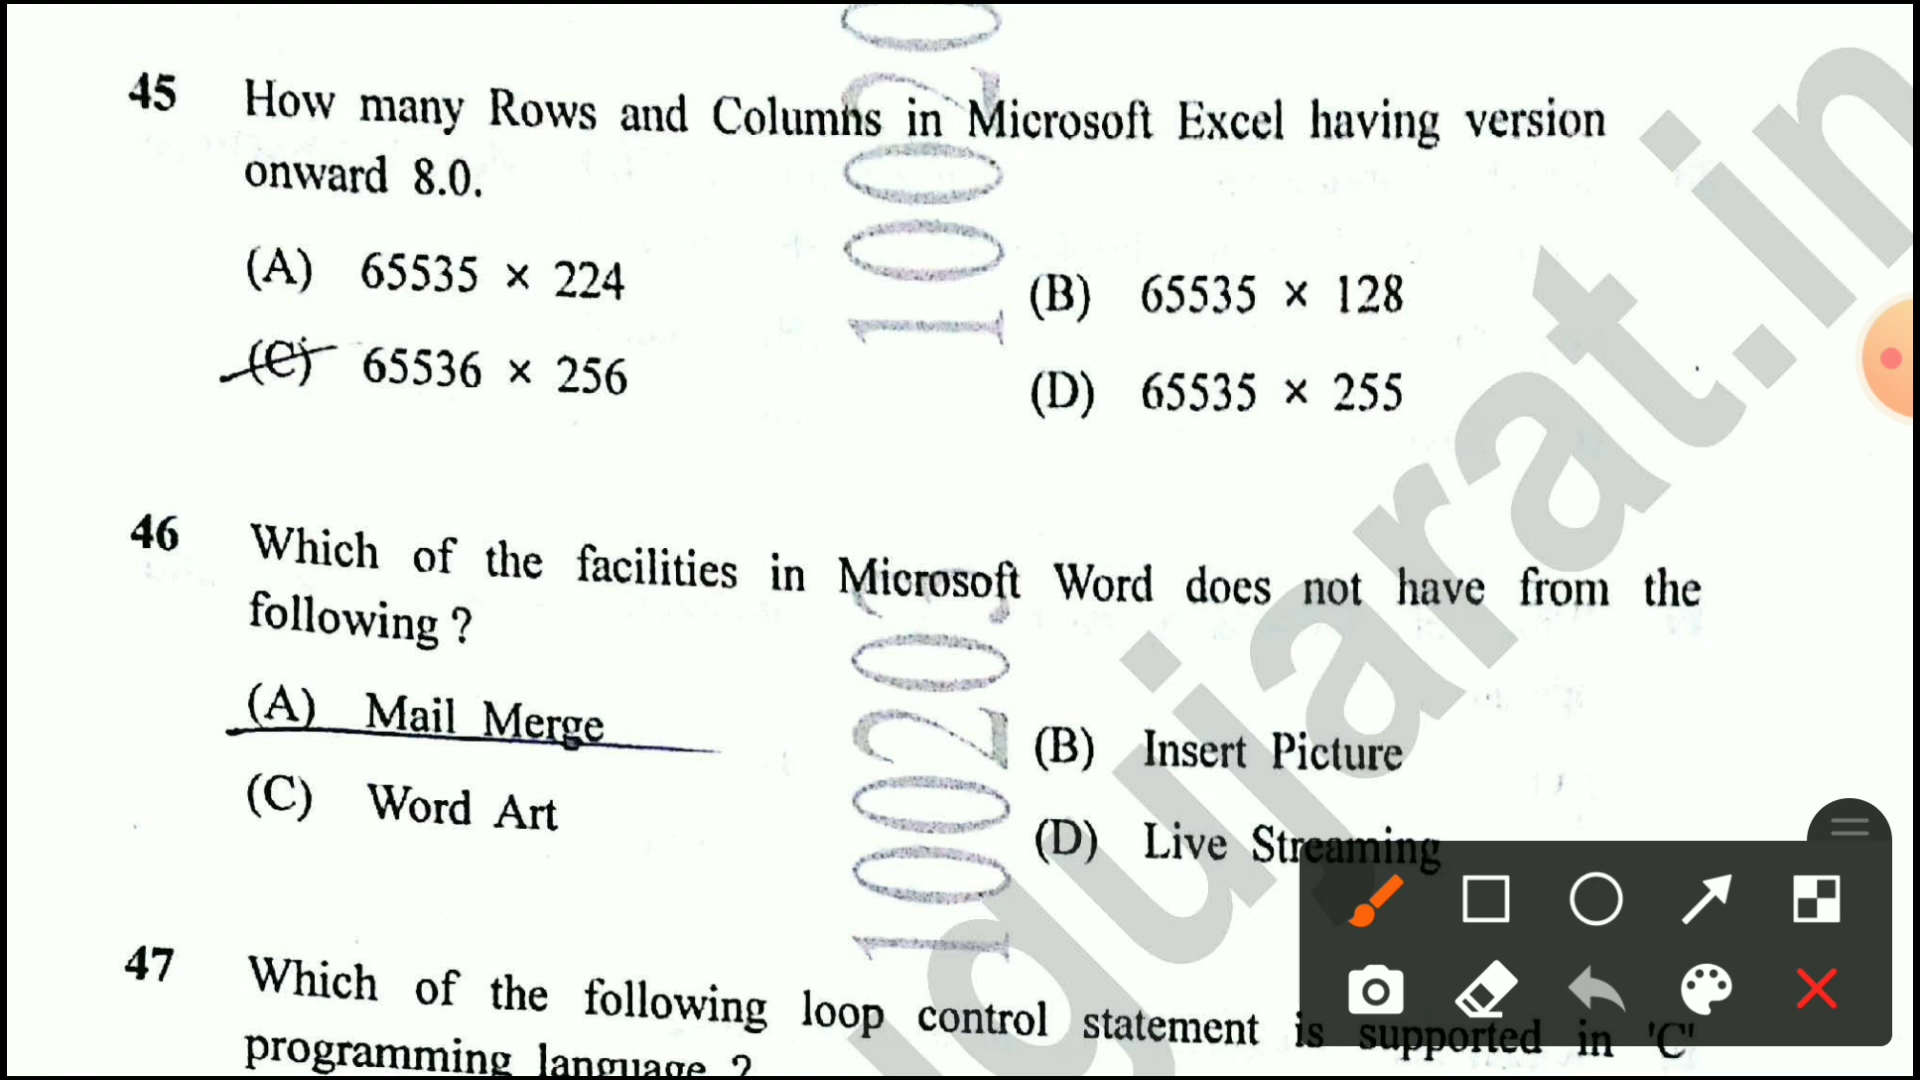 45 How many Rows and Columns in Microsoft Excel having version
onward 8.0.
(A) 65535 × 224 (B) 65535 × 128
(C) 65536 × 256 (D) 65535 × 255
46 Which of the facilities in Microsoft Word does not have from the
following ?
(A) Mail Merge (B) Insert Picture
(C) Word Art (D) Live Streaming
47 Which of the following loop control statement is supported in 'C'
programming language ?
10020
100203
gujarat.in